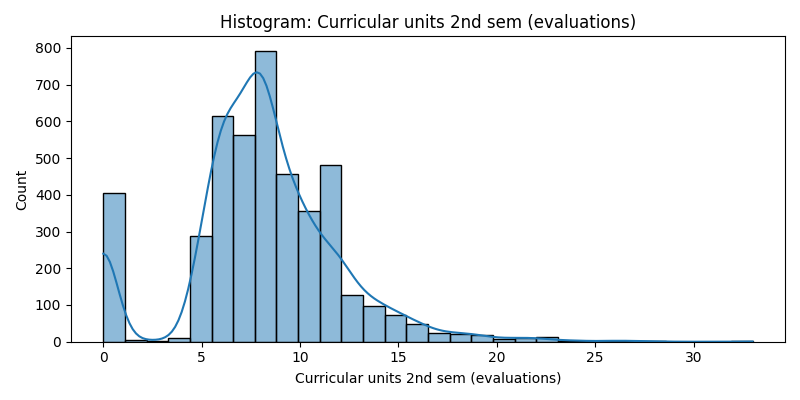 Histogram: Curricular units 2nd sem (evaluations)
800
700
600
500
400
300
200
100
0
Count
0 5 10 15 20 25 30
Curricular units 2nd sem (evaluations)